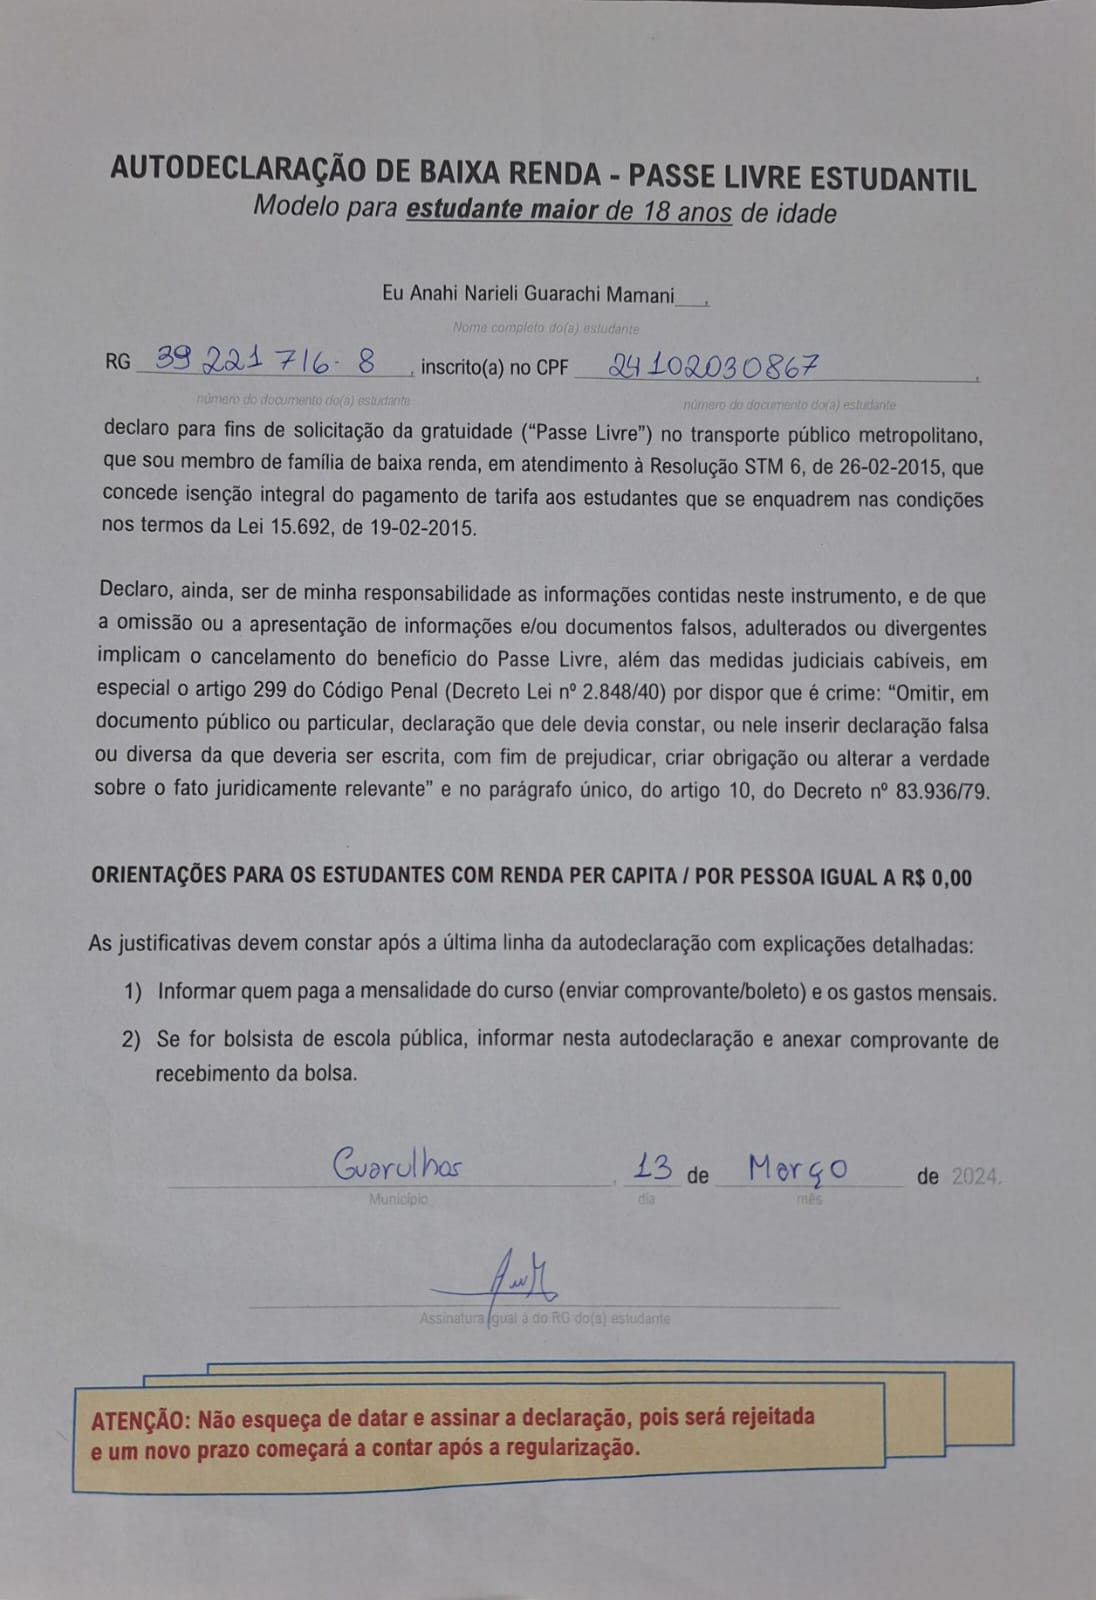 AUTODECLARAÇÃO DE BAIXA RENDA - PASSE LIVRE ESTUDANTIL
Modelo para estudante maior de 18 anos de idade
Eu Anahi Narieli Guarachi Mamani___,
Nome completo do(a) estudante
RG 39 221 716-8, inscrito(a) no CPF 24102030867,
número do documento do(a) estudante número do documento do(a) estudante
declaro para fins de solicitação da gratuidade (“Passe Livre”) no transporte público metropolitano,
que sou membro de família de baixa renda, em atendimento à Resolução STM 6, de 26-02-2015, que
concede isenção integral do pagamento de tarifa aos estudantes que se enquadrem nas condições
nos termos da Lei 15.692, de 19-02-2015.
Declaro, ainda, ser de minha responsabilidade as informações contidas neste instrumento, e de que
a omissão ou a apresentação de informações e/ou documentos falsos, adulterados ou divergentes
implicam o cancelamento do benefício do Passe Livre, além das medidas judiciais cabíveis, em
especial o artigo 299 do Código Penal (Decreto Lei nº 2.848/40) por dispor que é crime: “Omitir, em
documento público ou particular, declaração que dele devia constar, ou nele inserir declaração falsa
ou diversa da que deveria ser escrita, com fim de prejudicar, criar obrigação ou alterar a verdade
sobre o fato juridicamente relevante” e no parágrafo único, do artigo 10, do Decreto nº 83.936/79.
ORIENTAÇÕES PARA OS ESTUDANTES COM RENDA PER CAPITA / POR PESSOA IGUAL A R$ 0,00
As justificativas devem constar após a última linha da autodeclaração com explicações detalhadas:
1) Informar quem paga a mensalidade do curso (enviar comprovante/boleto) e os gastos mensais.
2) Se for bolsista de escola pública, informar nesta autodeclaração e anexar comprovante de
recebimento da bolsa.
Guarulhos, 13 de Março de 2024.
Município dia mês
Assinatura igual à do RG do(a) estudante
ATENÇÃO: Não esqueça de datar e assinar a declaração, pois será rejeitada
e um novo prazo começará a contar após a regularização.